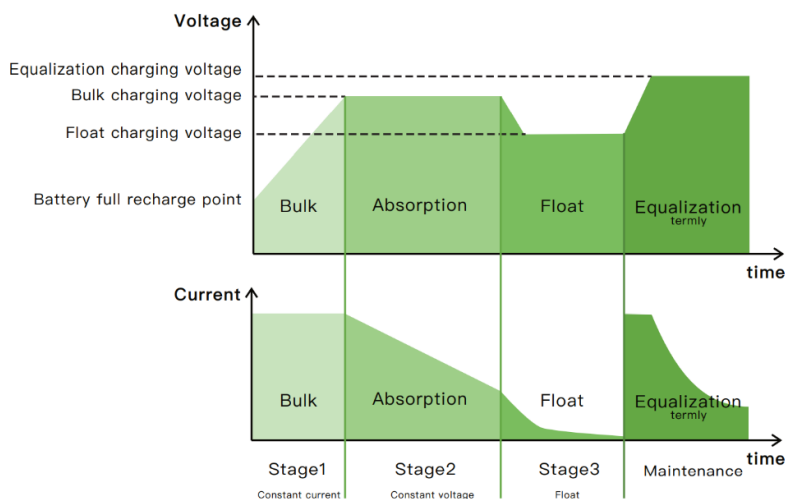 Voltage
Equalization charging voltage
Bulk charging voltage
Float charging voltage
Battery full recharge point
Bulk
Absorption
Float
Equalization
termly
time
Current
Bulk
Absorption
Float
Equalization
termly
time
Stage1
Stage2
Stage3
Maintenance
Constant current
Constant voltage
Float